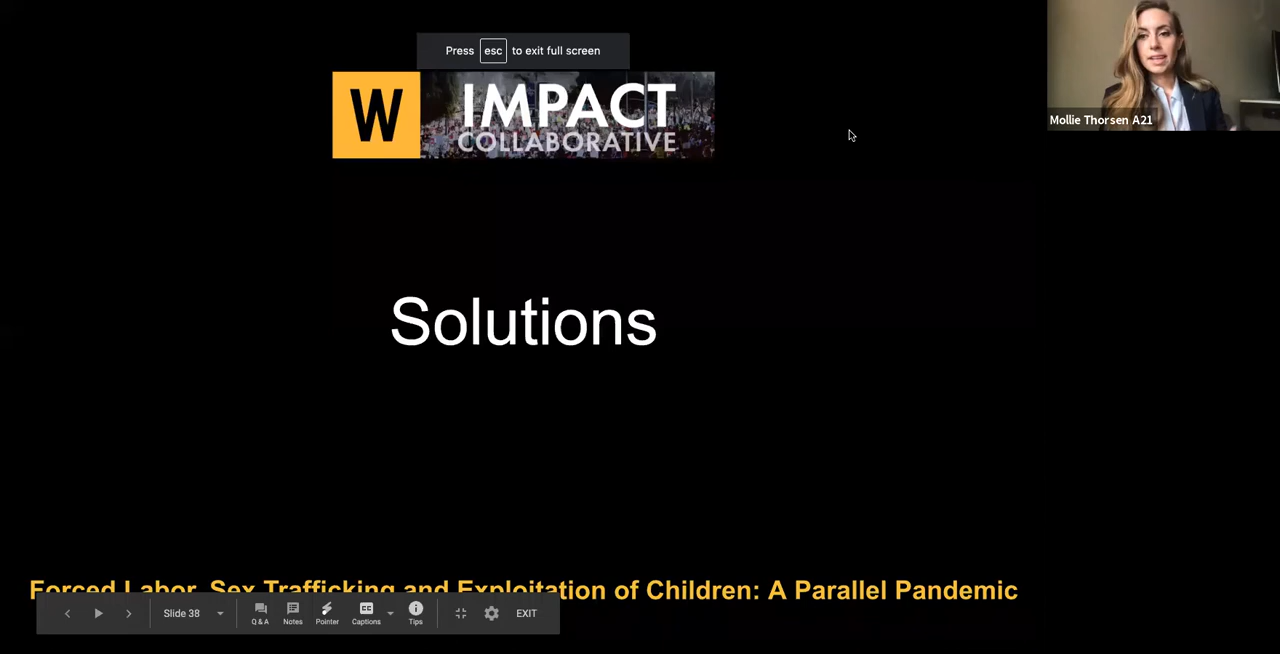 Press esc to exit full screen
W IMPACT
COLLABORATIVE
Mollie Thorsen A21
Solutions
Forced Labor, Sex Trafficking and Exploitation of Children: A Parallel Pandemic
Slide 38
Q & A
Notes
Pointer
CC
Captions
Tips
EXIT